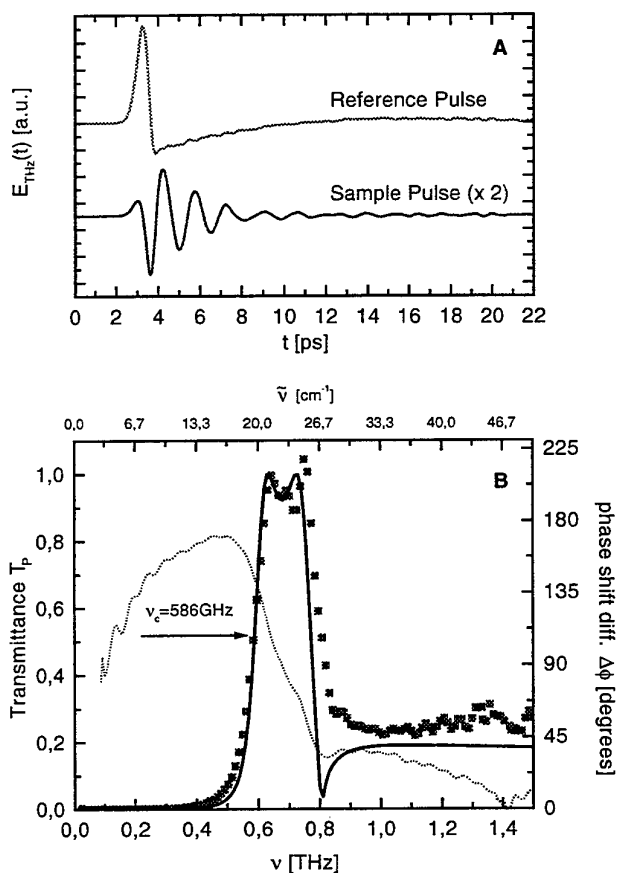 A
E_THz(t) [a.u.]
Reference Pulse
Sample Pulse (x 2)
0 2 4 6 8 10 12 14 16 18 20 22
t [ps]
ν̃ [cm⁻¹]
0,0 6,7 13,3 20,0 26,7 33,3 40,0 46,7
B
Transmittance T_P
1,0
0,8
0,6
0,4
0,2
0,0
ν_c=586GHz
225
180
135
90
45
0
phase shift diff. Δϕ [degrees]
0,0 0,2 0,4 0,6 0,8 1,0 1,2 1,4
ν [THz]